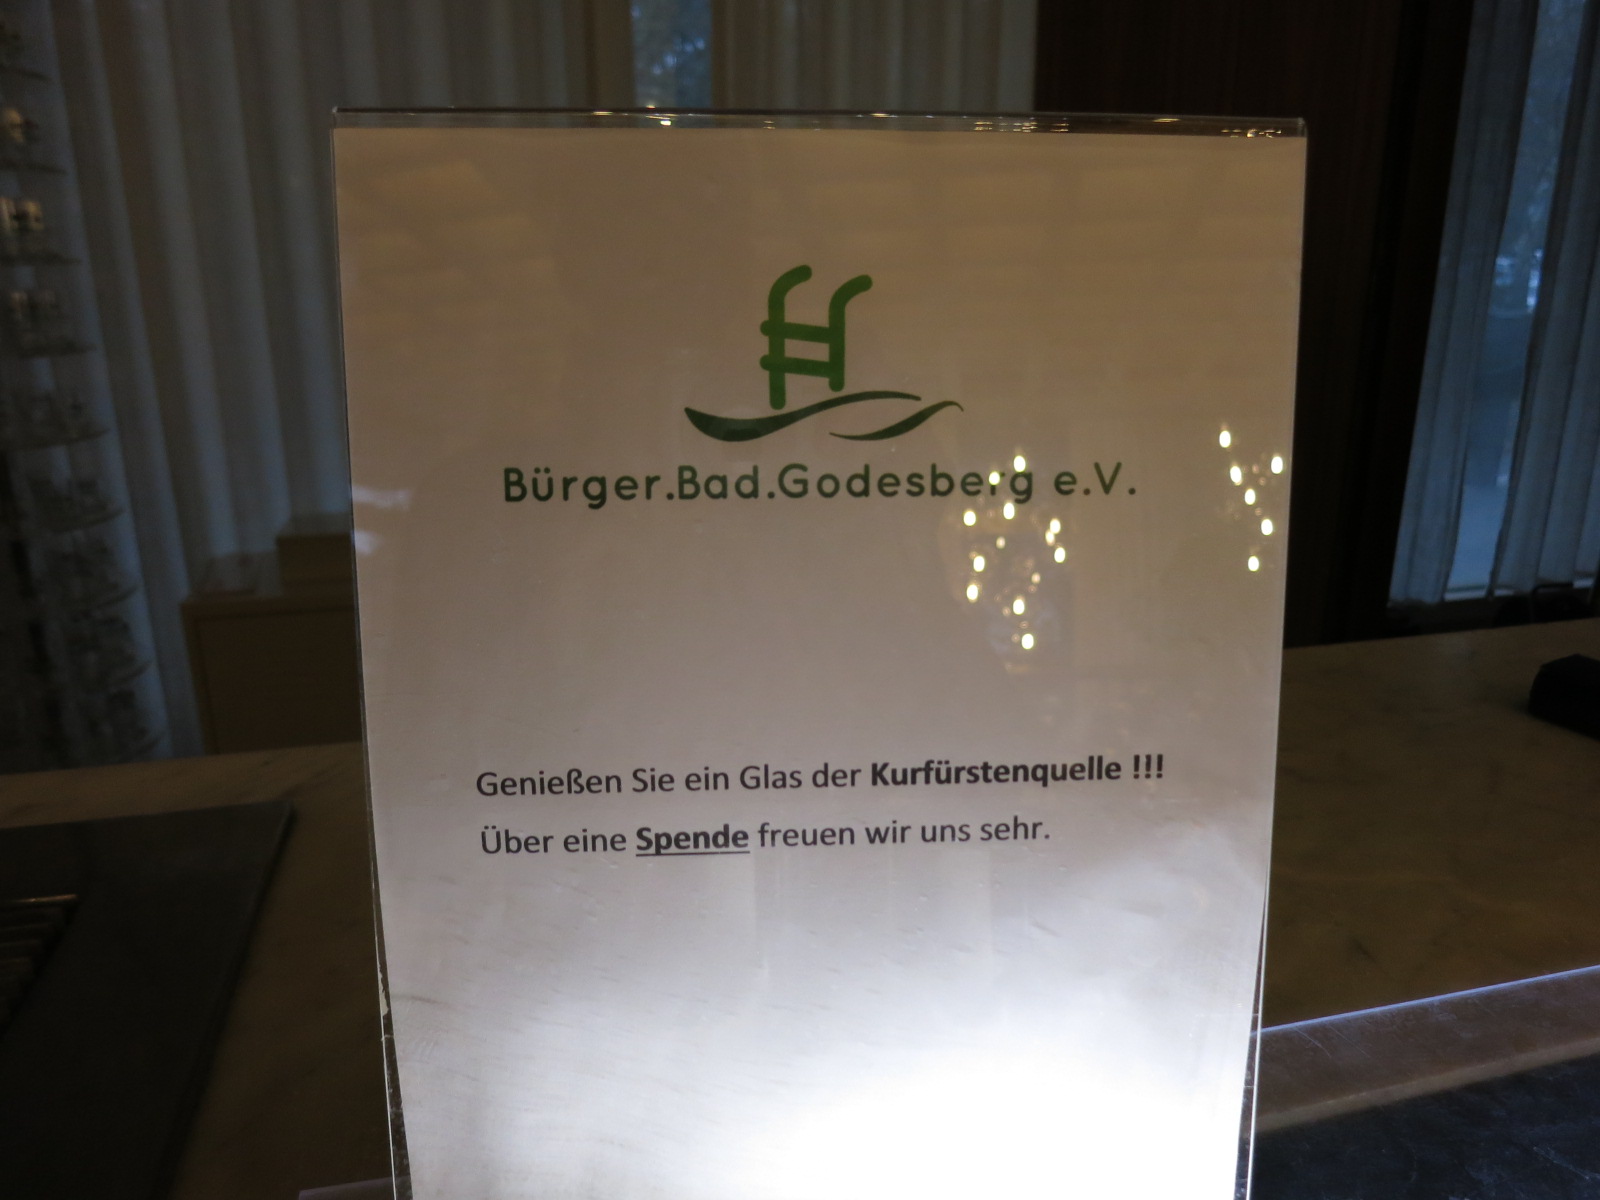 Bürger.Bad.Godesberg e.V.
Genießen Sie ein Glas der Kurfürstenquelle !!!
Über eine Spende freuen wir uns sehr.